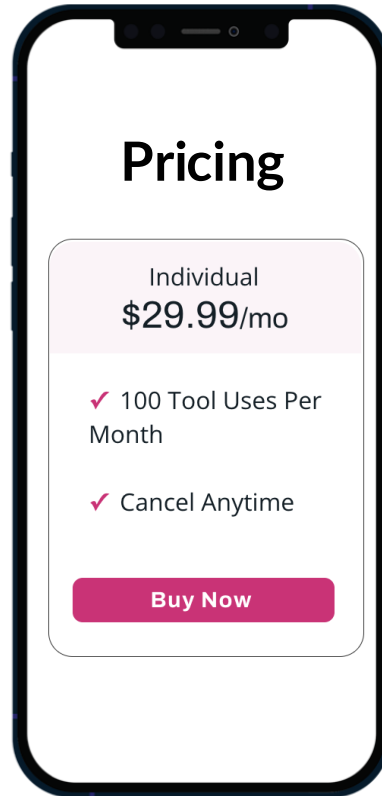 Pricing
Individual
$29.99/mo
✓ 100 Tool Uses Per
Month
✓ Cancel Anytime
Buy Now